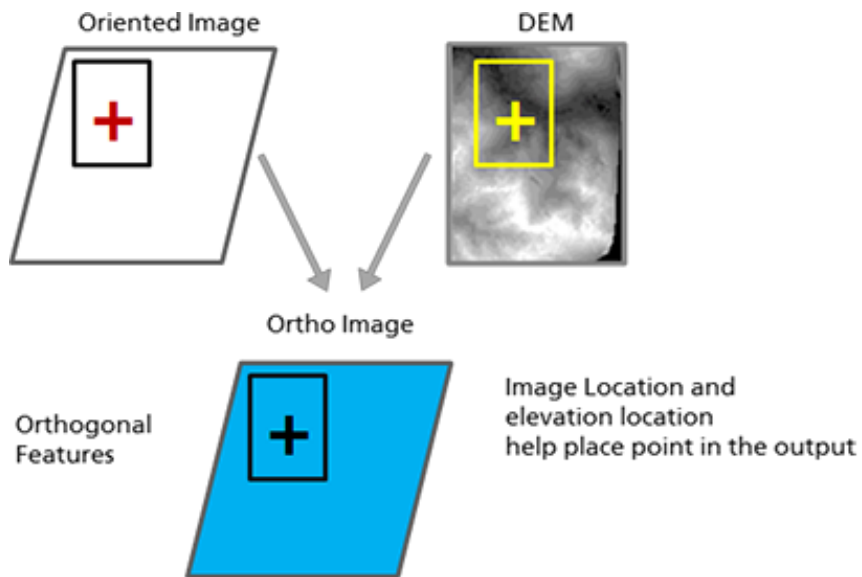 Oriented Image
DEM
Ortho Image
Orthogonal
Features
Image Location and
elevation location
help place point in the output